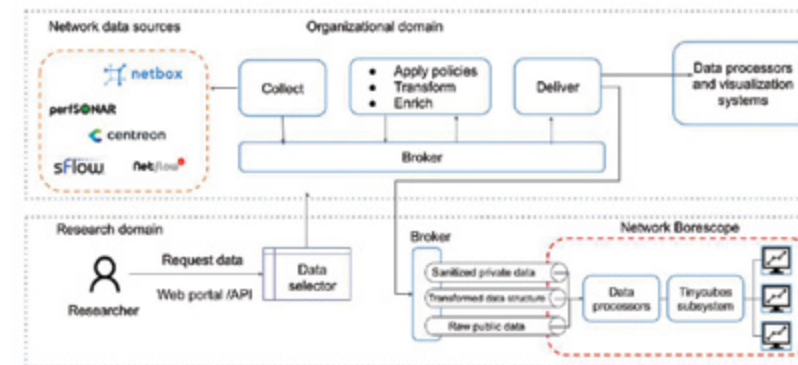 Network data sources
Organizational domain
netbox
perfSONAR
centreon
sFlow
Netflow
Collect
Apply policies
Transform
Enrich
Deliver
Data processors
and visualization
systems
Broker
Research domain
Researcher
Request data
Web portal /API
Data
selector
Broker
Sanitized private data
Transformed data structure
Raw public data
Network Borescope
Data
processors
Tinycubes
subsystem